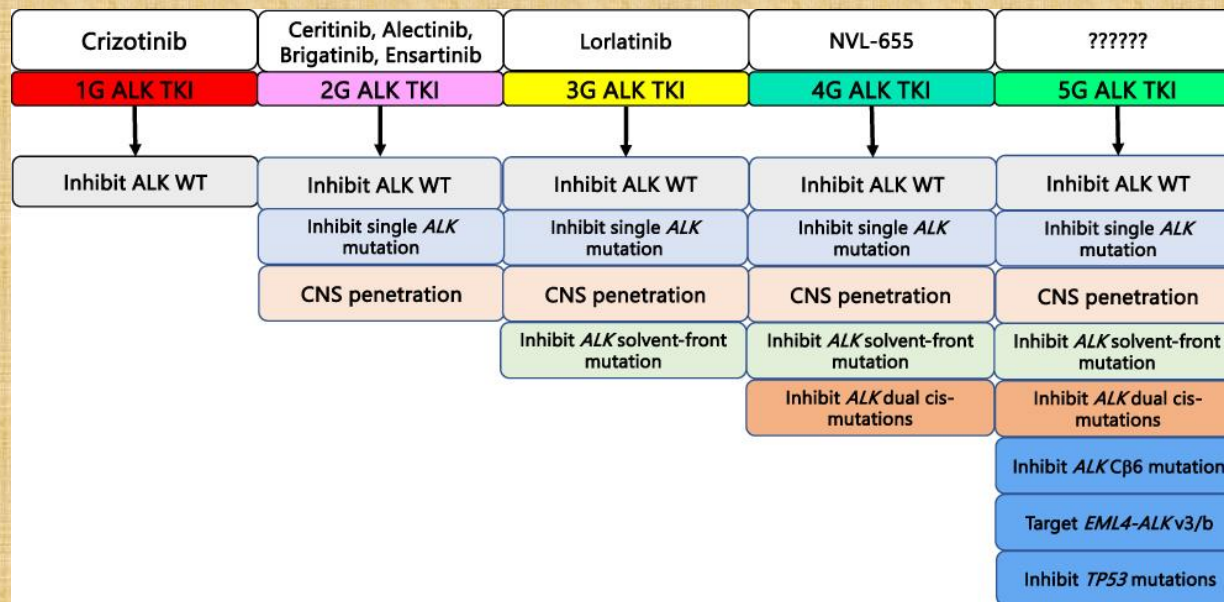 Crizotinib
Ceritinib, Alectinib,
Brigatinib, Ensartinib
Lorlatinib
NVL-655
??????
1G ALK TKI
2G ALK TKI
3G ALK TKI
4G ALK TKI
5G ALK TKI
Inhibit ALK WT
Inhibit ALK WT
Inhibit ALK WT
Inhibit ALK WT
Inhibit ALK WT
Inhibit single ALK
mutation
Inhibit single ALK
mutation
Inhibit single ALK
mutation
Inhibit single ALK
mutation
CNS penetration
CNS penetration
CNS penetration
CNS penetration
Inhibit ALK solvent-front
mutation
Inhibit ALK solvent-front
mutation
Inhibit ALK solvent-front
mutation
Inhibit ALK dual cis-
mutations
Inhibit ALK dual cis-
mutations
Inhibit ALK Cβ6 mutation
Target EML4-ALK v3/b
Inhibit TP53 mutations